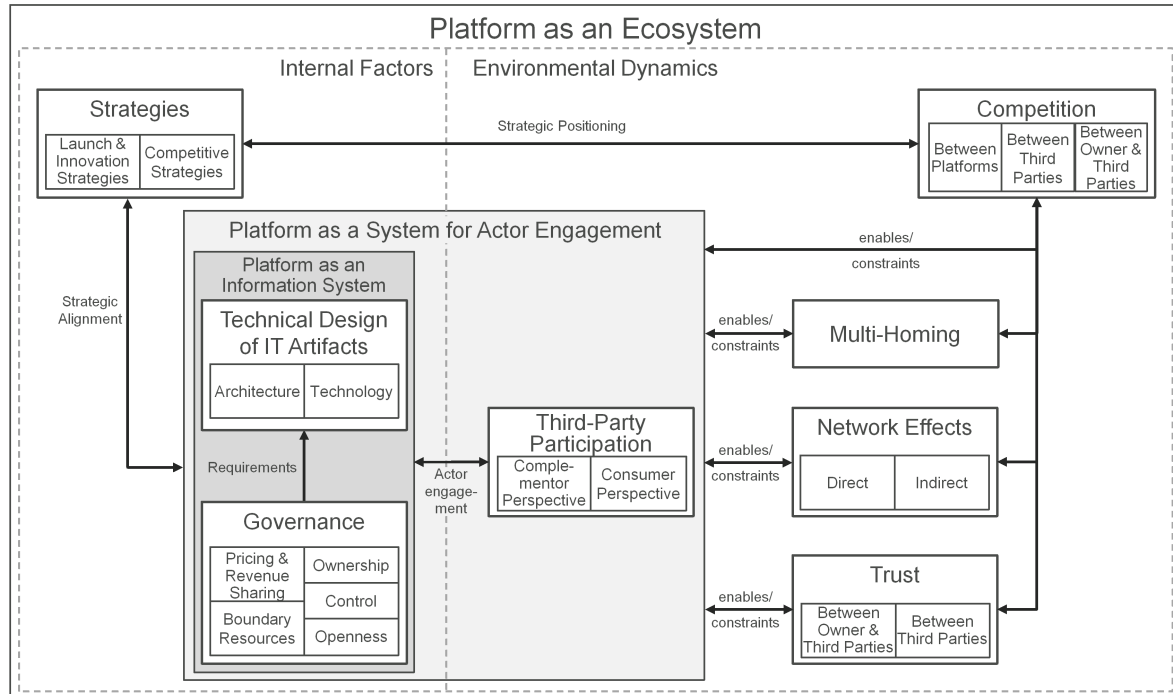 Platform as an Ecosystem
Internal Factors
Environmental Dynamics
Strategies
Launch &
Innovation
Strategies
Competitive
Strategies
Strategic Positioning
Competition
Between
Platforms
Between
Third
Parties
Between
Owner &
Third
Parties
Strategic
Alignment
Platform as a System for Actor Engagement
Platform as an
Information System
Technical Design
of IT Artifacts
Architecture
Technology
Requirements
Governance
Pricing &
Revenue
Sharing
Boundary
Resources
Ownership
Control
Openness
Actor
engage-
ment
Third-Party
Participation
Comple-
mentor
Perspective
Consumer
Perspective
enables/
constraints
enables/
constraints
Multi-Homing
enables/
constraints
Network Effects
Direct
Indirect
enables/
constraints
Trust
Between
Owner &
Third Parties
Between
Third Parties